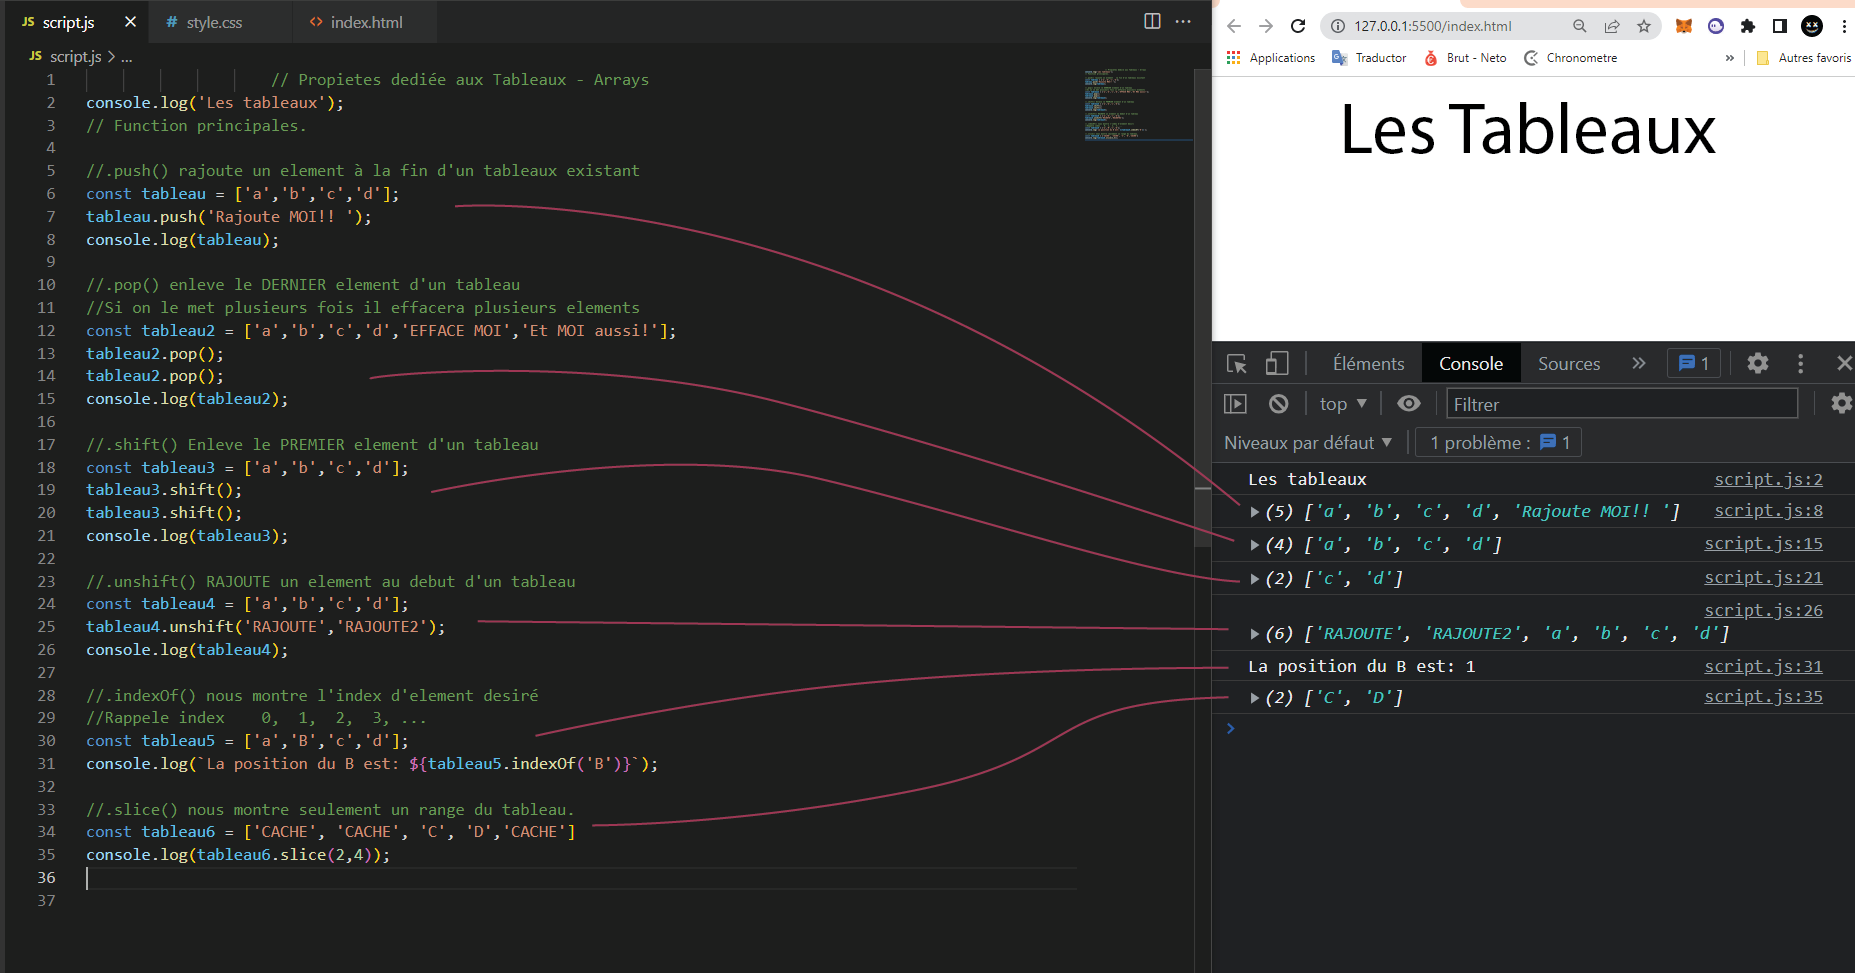 JS script.js × # style.css <> index.html
JS script.js > ...
1 // Propietes dediée aux Tableaux - Arrays
2 console.log('Les tableaux');
3 // Function principales.
4
5 //.push() rajoute un element à la fin d'un tableaux existant
6 const tableau = ['a','b','c','d'];
7 tableau.push('Rajoute MOI!! ');
8 console.log(tableau);
9
10 //.pop() enleve le DERNIER element d'un tableau
11 //Si on le met plusieurs fois il effacera plusieurs elements
12 const tableau2 = ['a','b','c','d','EFFACE MOI','Et MOI aussi!'];
13 tableau2.pop();
14 tableau2.pop();
15 console.log(tableau2);
16
17 //.shift() Enleve le PREMIER element d'un tableau
18 const tableau3 = ['a','b','c','d'];
19 tableau3.shift();
20 tableau3.shift();
21 console.log(tableau3);
22
23 //.unshift() RAJOUTE un element au debut d'un tableau
24 const tableau4 = ['a','b','c','d'];
25 tableau4.unshift('RAJOUTE','RAJOUTE2');
26 console.log(tableau4);
27
28 //.indexOf() nous montre l'index d'element desiré
29 //Rappele index    0,  1,  2,  3, ...
30 const tableau5 = ['a','B','c','d'];
31 console.log(`La position du B est: ${tableau5.indexOf('B')}`);
32
33 //.slice() nous montre seulement un range du tableau.
34 const tableau6 = ['CACHE', 'CACHE', 'C', 'D','CACHE']
35 console.log(tableau6.slice(2,4));
36
37
127.0.0.1:5500/index.html
Applications Traductor Brut - Neto Chronometre » Autres favoris
Les Tableaux
Éléments Console Sources » 1
top ▼ Filtrer
Niveaux par défaut ▼ 1 problème : 1
Les tableaux script.js:2
(5) ['a', 'b', 'c', 'd', 'Rajoute MOI!! '] script.js:8
(4) ['a', 'b', 'c', 'd'] script.js:15
(2) ['c', 'd'] script.js:21
script.js:26
(6) ['RAJOUTE', 'RAJOUTE2', 'a', 'b', 'c', 'd']
La position du B est: 1 script.js:31
(2) ['C', 'D'] script.js:35